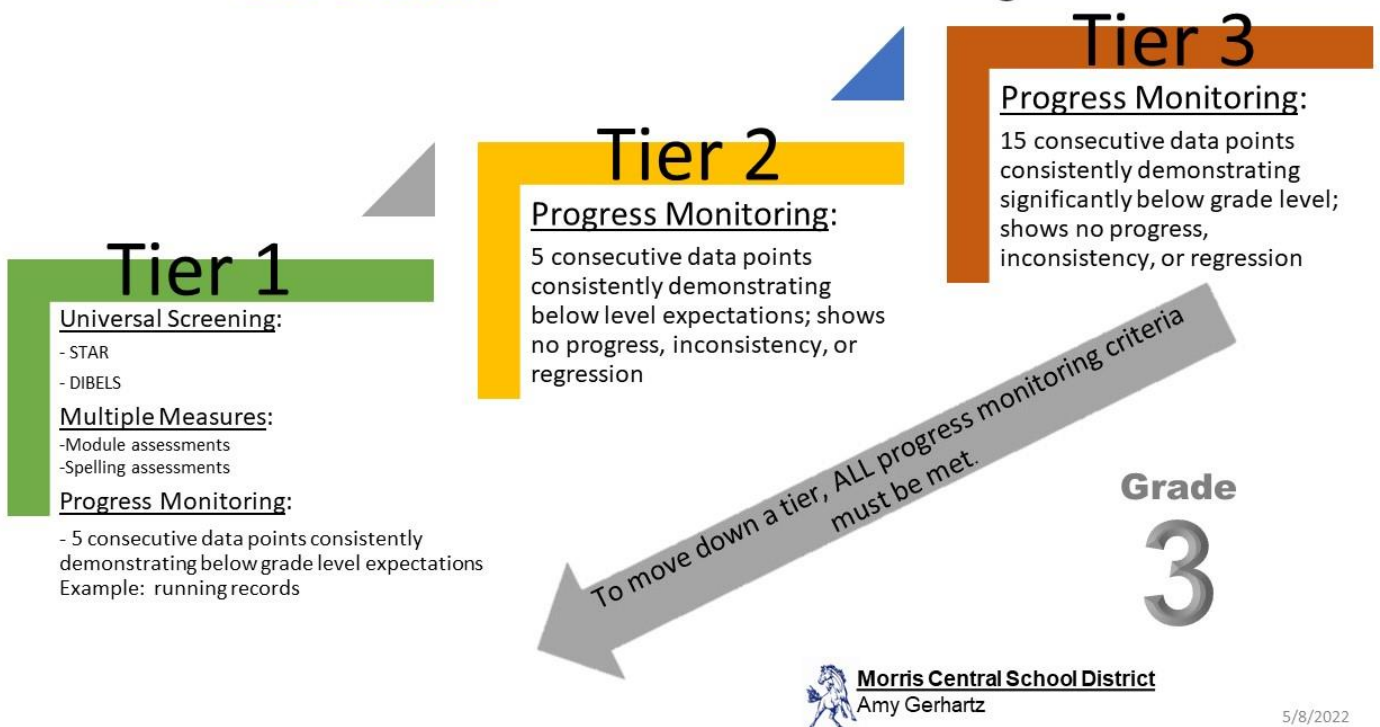 Tier 1
Universal Screening:
- STAR
- DIBELS
Multiple Measures:
-Module assessments
-Spelling assessments
Progress Monitoring:
- 5 consecutive data points consistently
demonstrating below grade level expectations
Example: running records
Tier 2
Progress Monitoring:
5 consecutive data points
consistently demonstrating
below level expectations; shows
no progress, inconsistency, or
regression
Tier 3
Progress Monitoring:
15 consecutive data points
consistently demonstrating
significantly below grade level;
shows no progress,
inconsistency, or regression
To move down a tier, ALL progress monitoring criteria
must be met.
Grade
3
Morris Central School District
Amy Gerhartz
5/8/2022